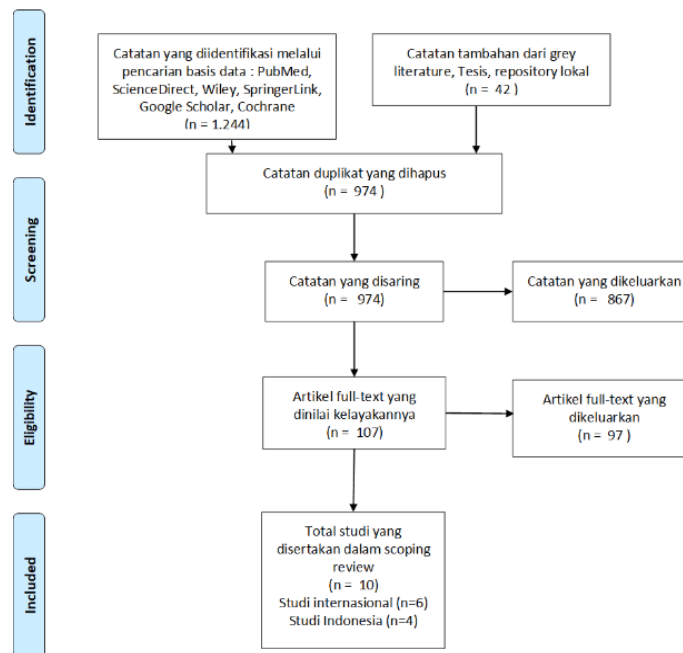 Identification
Catatan yang diidentifikasi melalui
pencarian basis data : PubMed,
ScienceDirect, Wiley, SpringerLink,
Google Scholar, Cochrane
(n = 1.244)
Catatan tambahan dari grey
literature, Tesis, repository lokal
(n = 42 )
Catatan duplikat yang dihapus
(n = 974 )
Screening
Catatan yang disaring
(n = 974)
Catatan yang dikeluarkan
(n = 867)
Eligibility
Artikel full-text yang
dinilai kelayakannya
(n = 107)
Artikel full-text yang
dikeluarkan
(n = 97 )
Included
Total studi yang
disertakan dalam scoping
review
(n = 10)
Studi internasional (n=6)
Studi Indonesia (n=4)